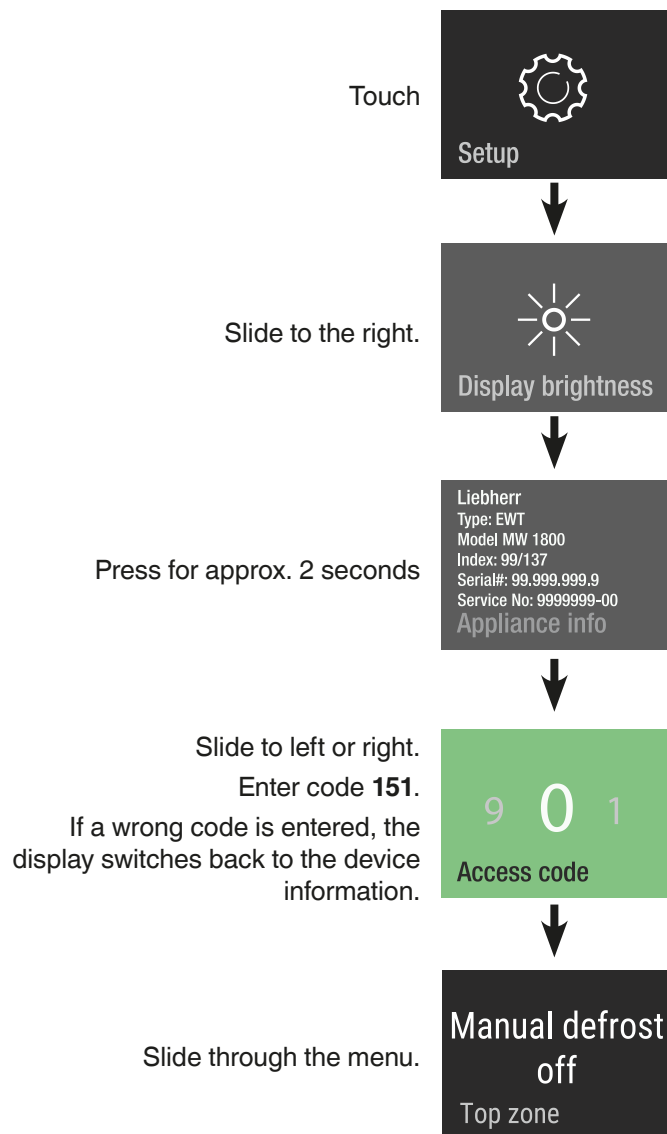 Touch
Setup
Slide to the right.
Display brightness
Press for approx. 2 seconds
Liebherr
Type: EWT
Model MW 1800
Index: 99/137
Serial#: 99.999.999.9
Service No: 9999999-00
Appliance info
Slide to left or right.
Enter code 151.
If a wrong code is entered, the
display switches back to the device
information.
9 0 1
Access code
Slide through the menu.
Manual defrost
off
Top zone